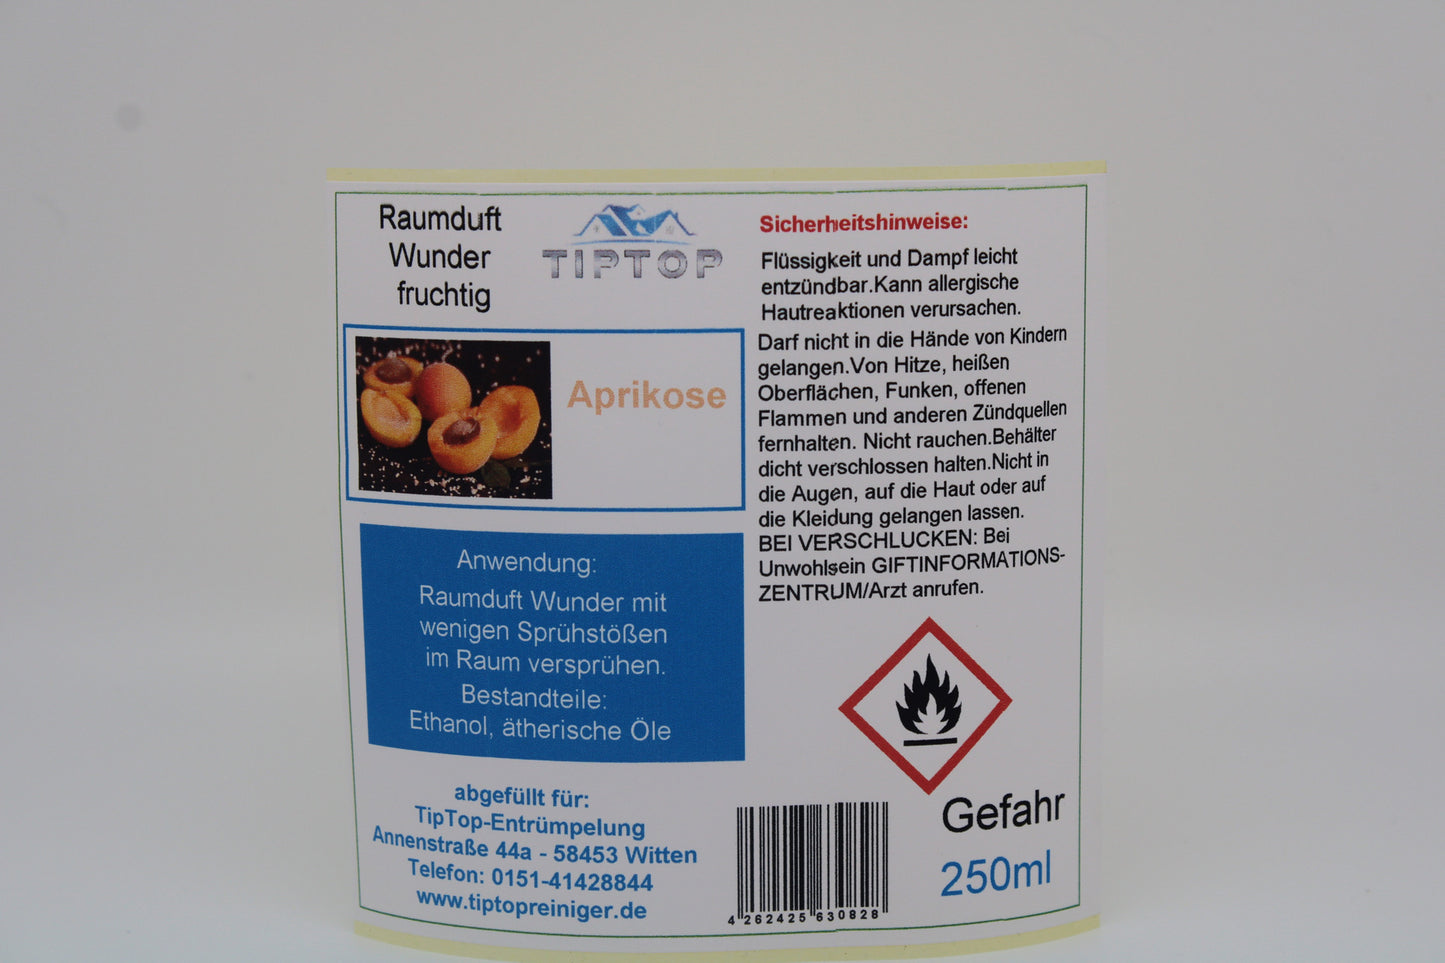 Raumduft
Wunder
fruchtig
TIPTOP
Aprikose
Anwendung:
Raumduft Wunder mit
wenigen Sprühstößen
im Raum versprühen.
Bestandteile:
Ethanol, ätherische Öle
abgefüllt für:
TipTop-Entrümpelung
Annenstraße 44a - 58453 Witten
Telefon: 0151-41428844
www.tiptopreiniger.de
Sicherheitshinweise:
Flüssigkeit und Dampf leicht
entzündbar.Kann allergische
Hautreaktionen verursachen.
Darf nicht in die Hände von Kindern
gelangen.Von Hitze, heißen
Oberflächen, Funken, offenen
Flammen und anderen Zündquellen
fernhalten. Nicht rauchen.Behälter
dicht verschlossen halten.Nicht in
die Augen, auf die Haut oder auf
die Kleidung gelangen lassen.
BEI VERSCHLUCKEN: Bei
Unwohlsein GIFTINFORMATIONS-
ZENTRUM/Arzt anrufen.
Gefahr
250ml
4 262425 630828